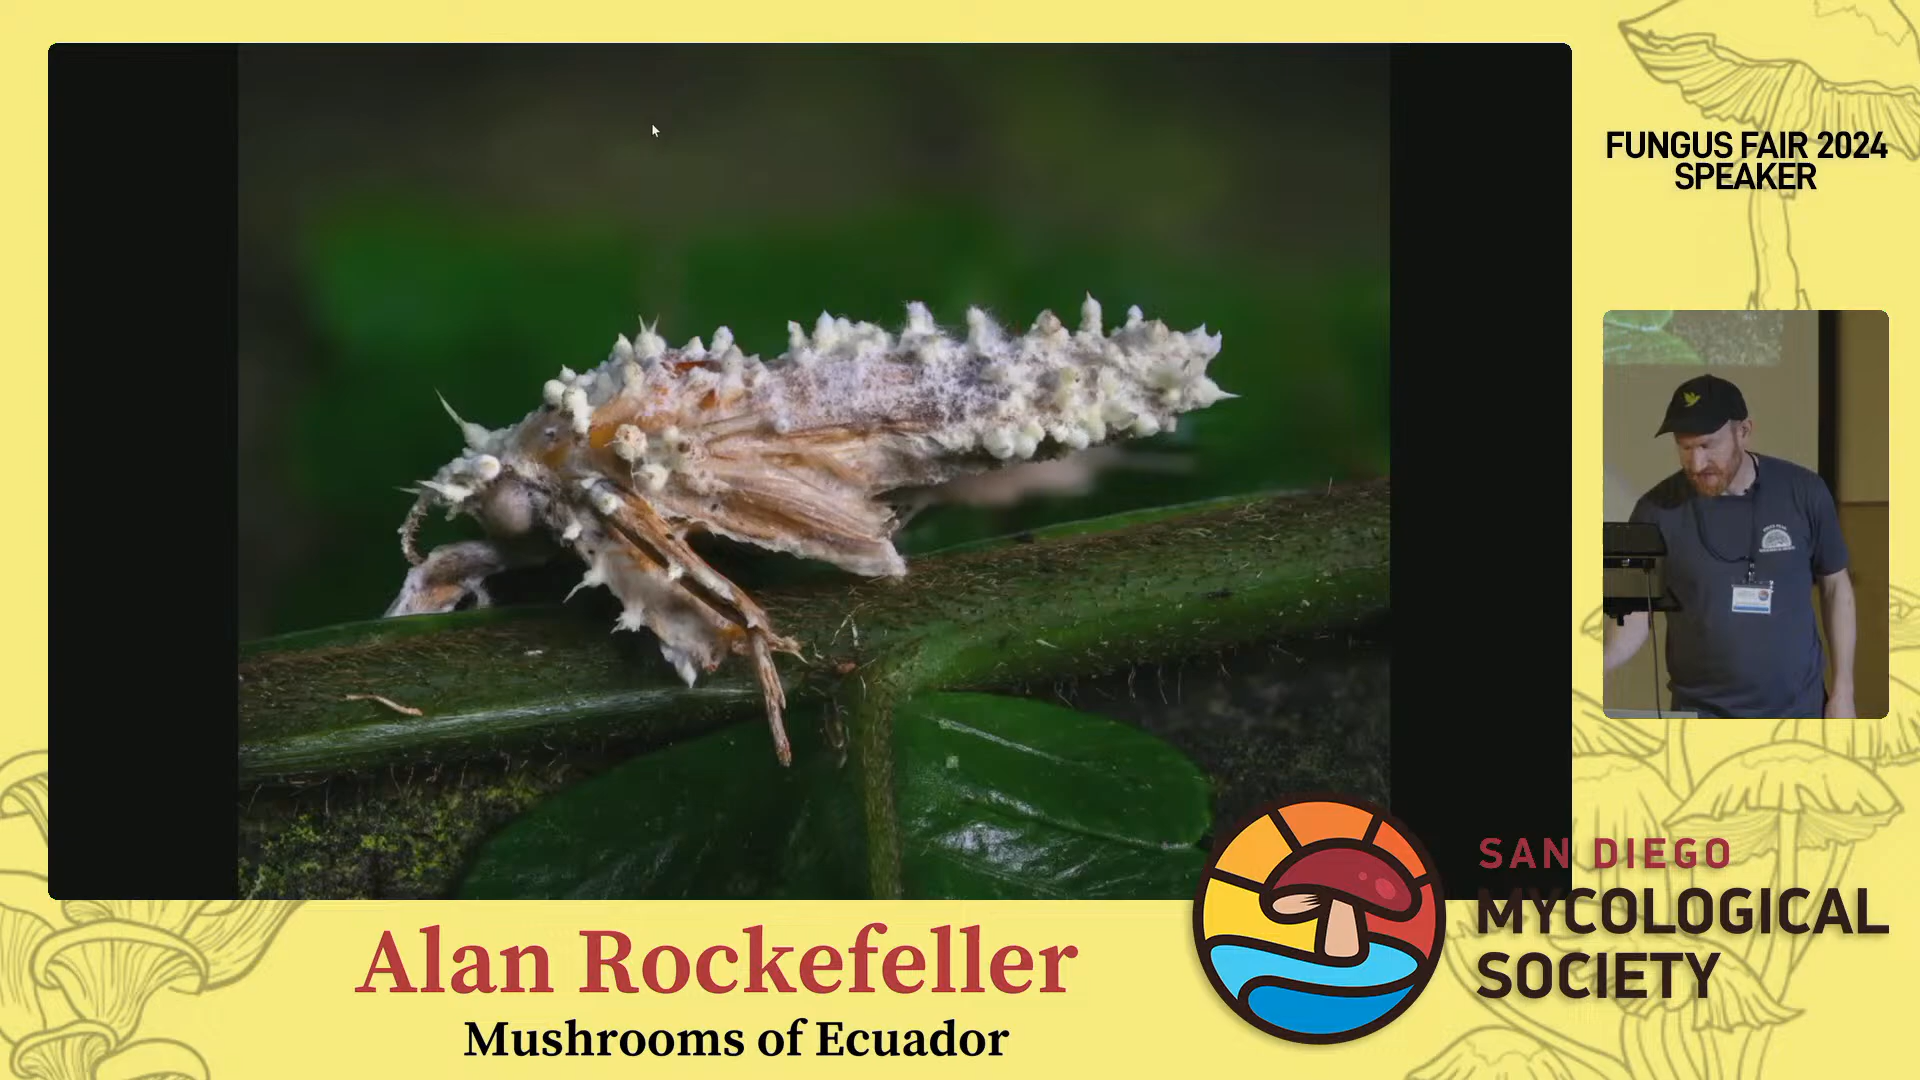 FUNGUS FAIR 2024
SPEAKER
SAN DIEGO
MYCOLOGICAL
SOCIETY
Alan Rockefeller
Mushrooms of Ecuador